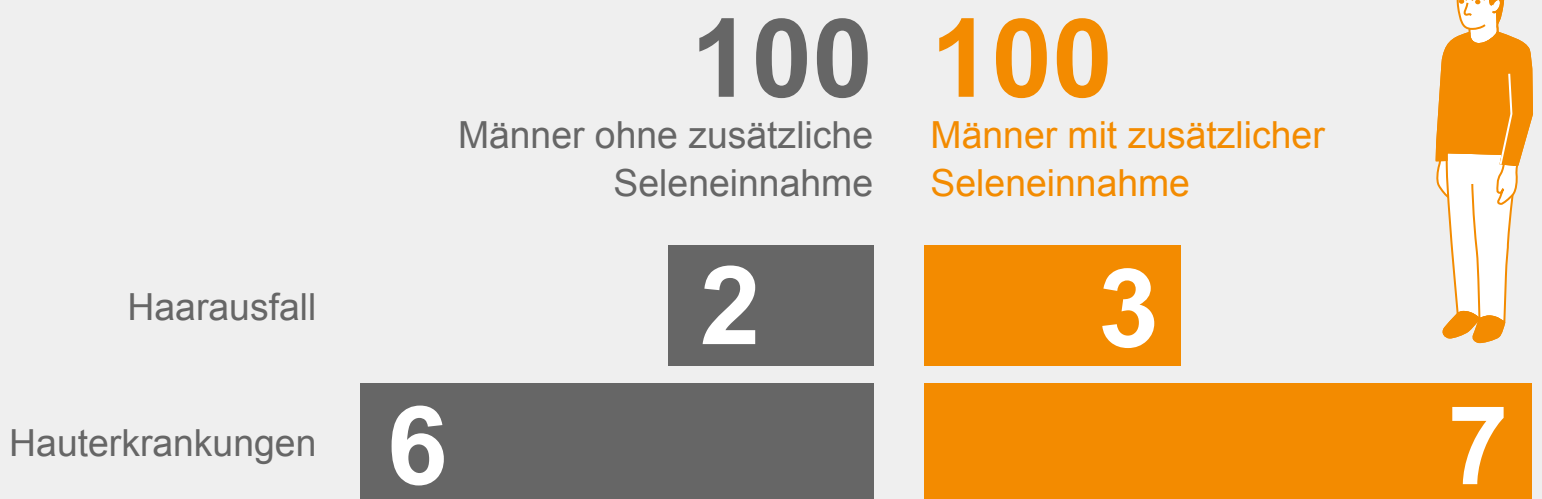 100 100
Männer ohne zusätzliche Männer mit zusätzlicher
Seleneinnahme Seleneinnahme
Haarausfall 2 3
Hauterkrankungen 6 7